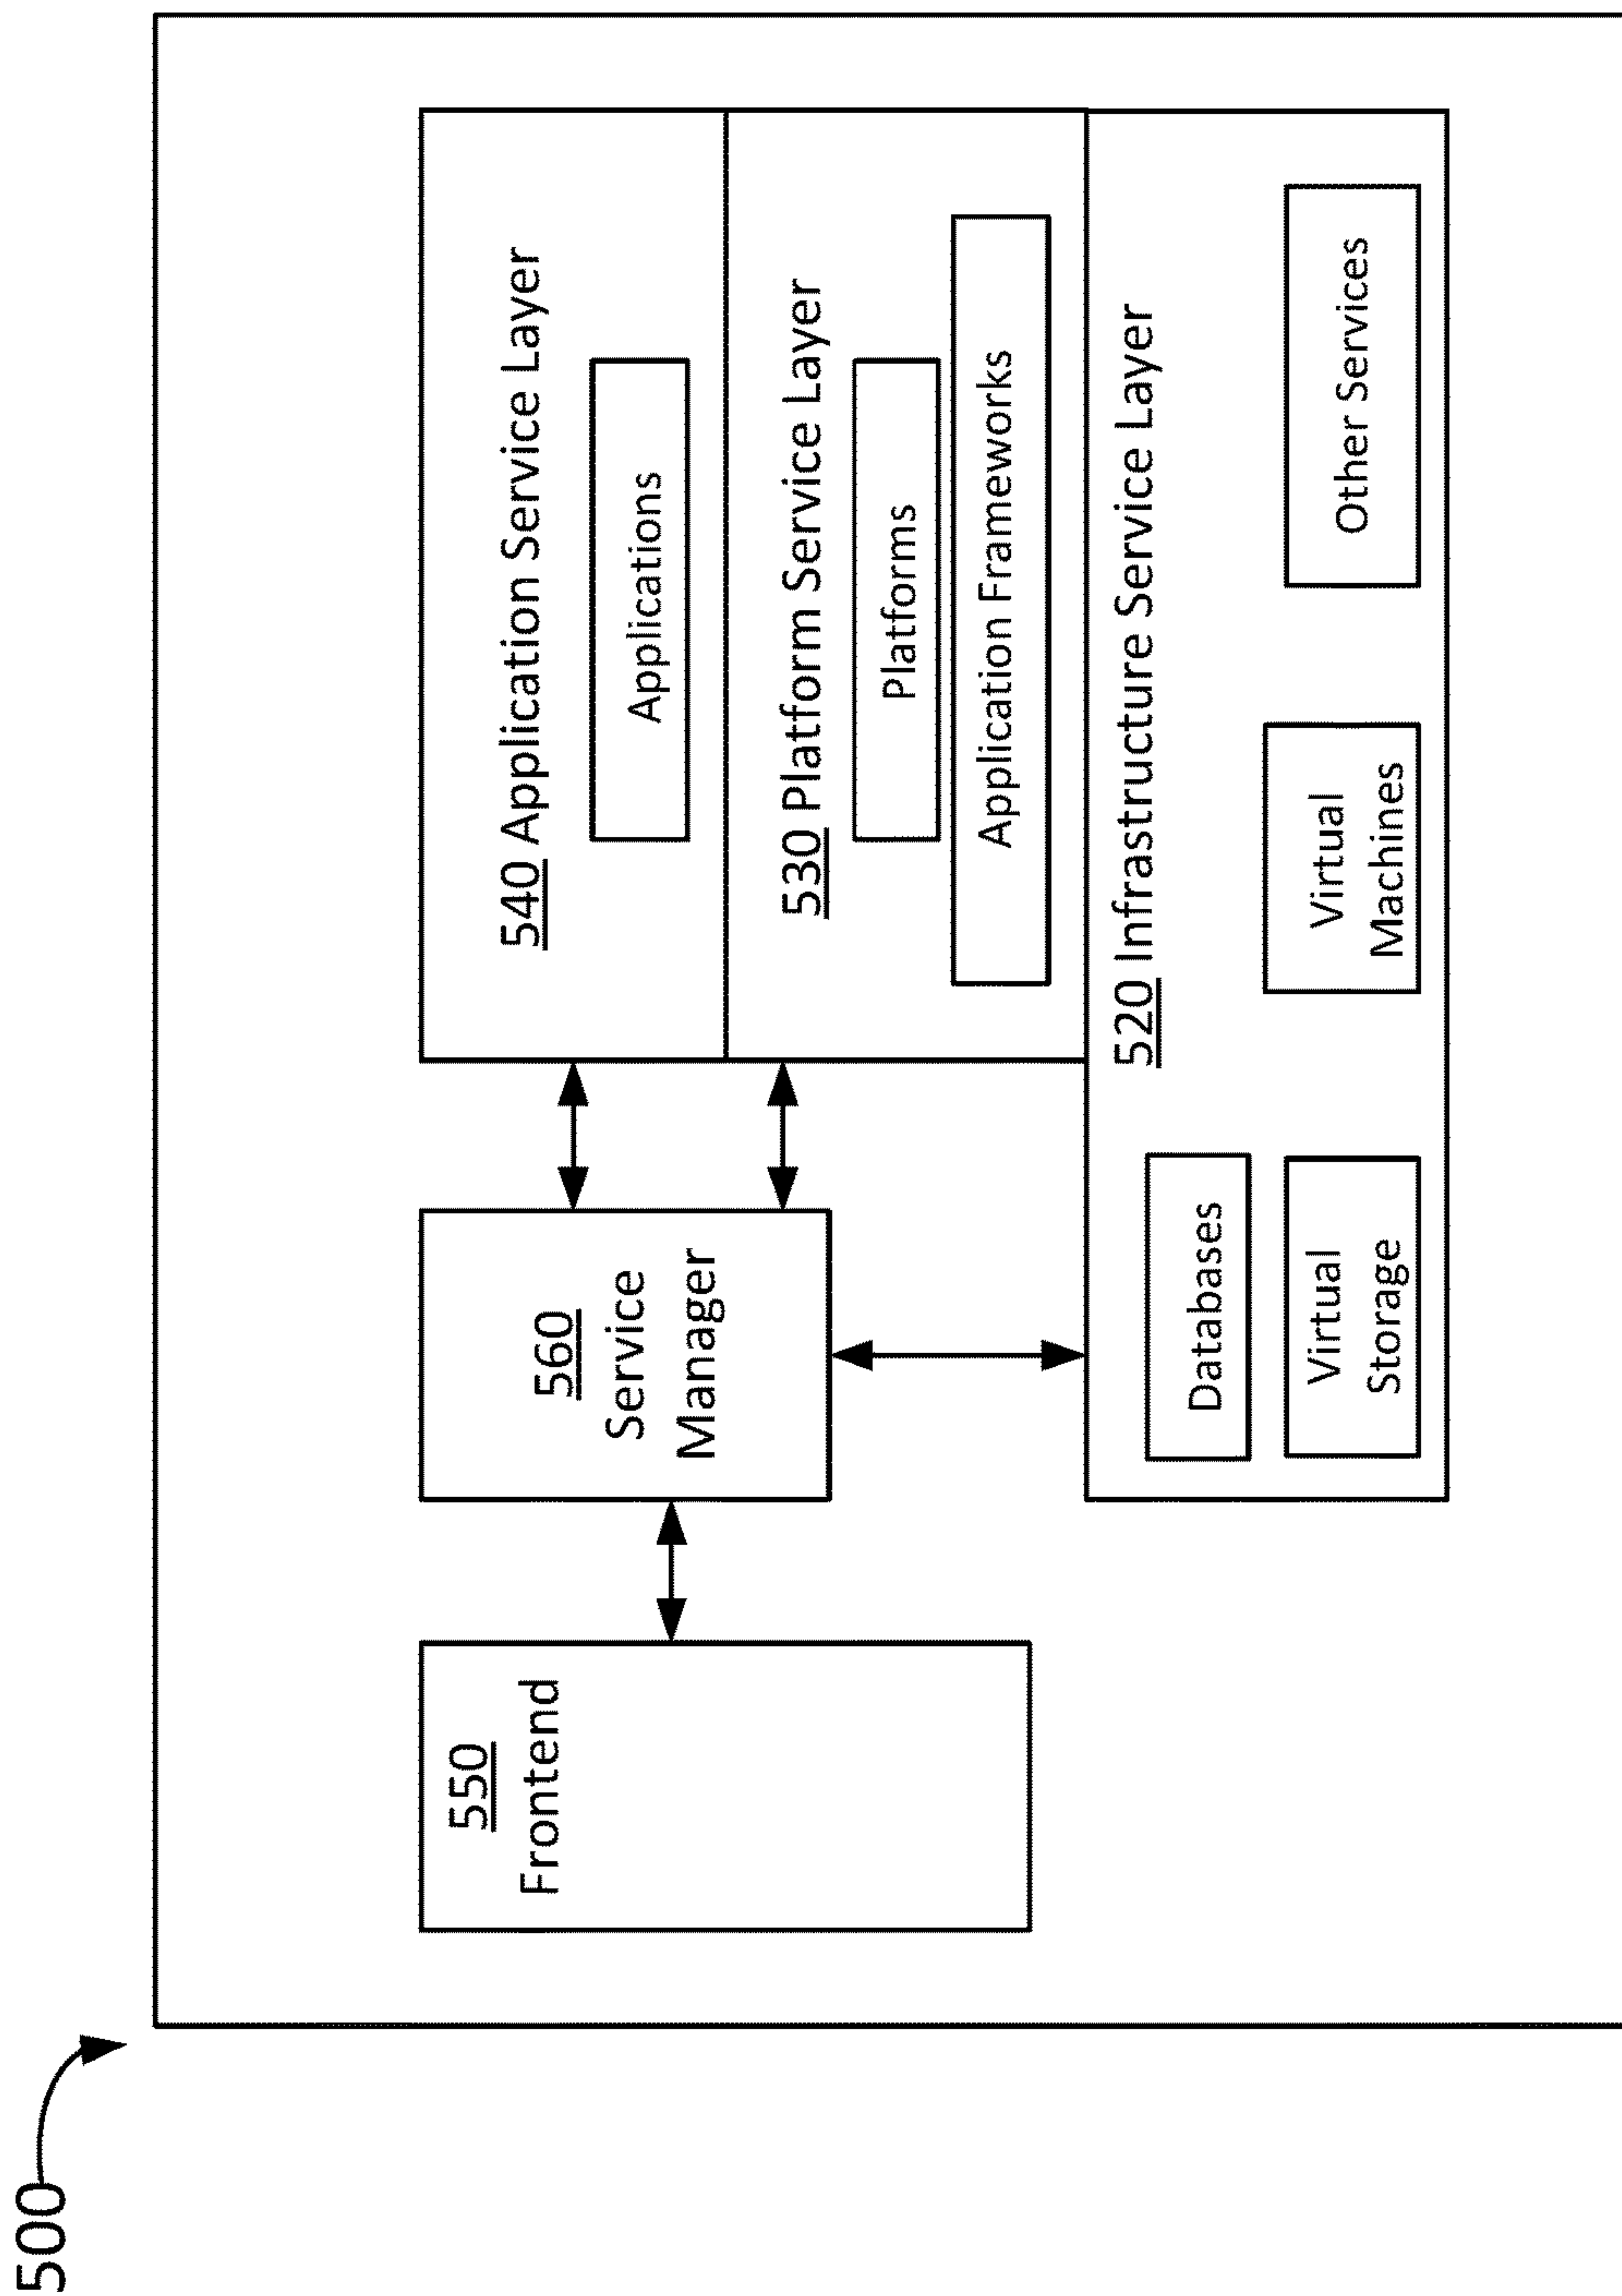 500
550
Frontend
560
Service
Manager
540 Application Service Layer
Applications
530 Platform Service Layer
Platforms
Application Frameworks
520 Infrastructure Service Layer
Databases
Virtual
Storage
Virtual
Machines
Other Services